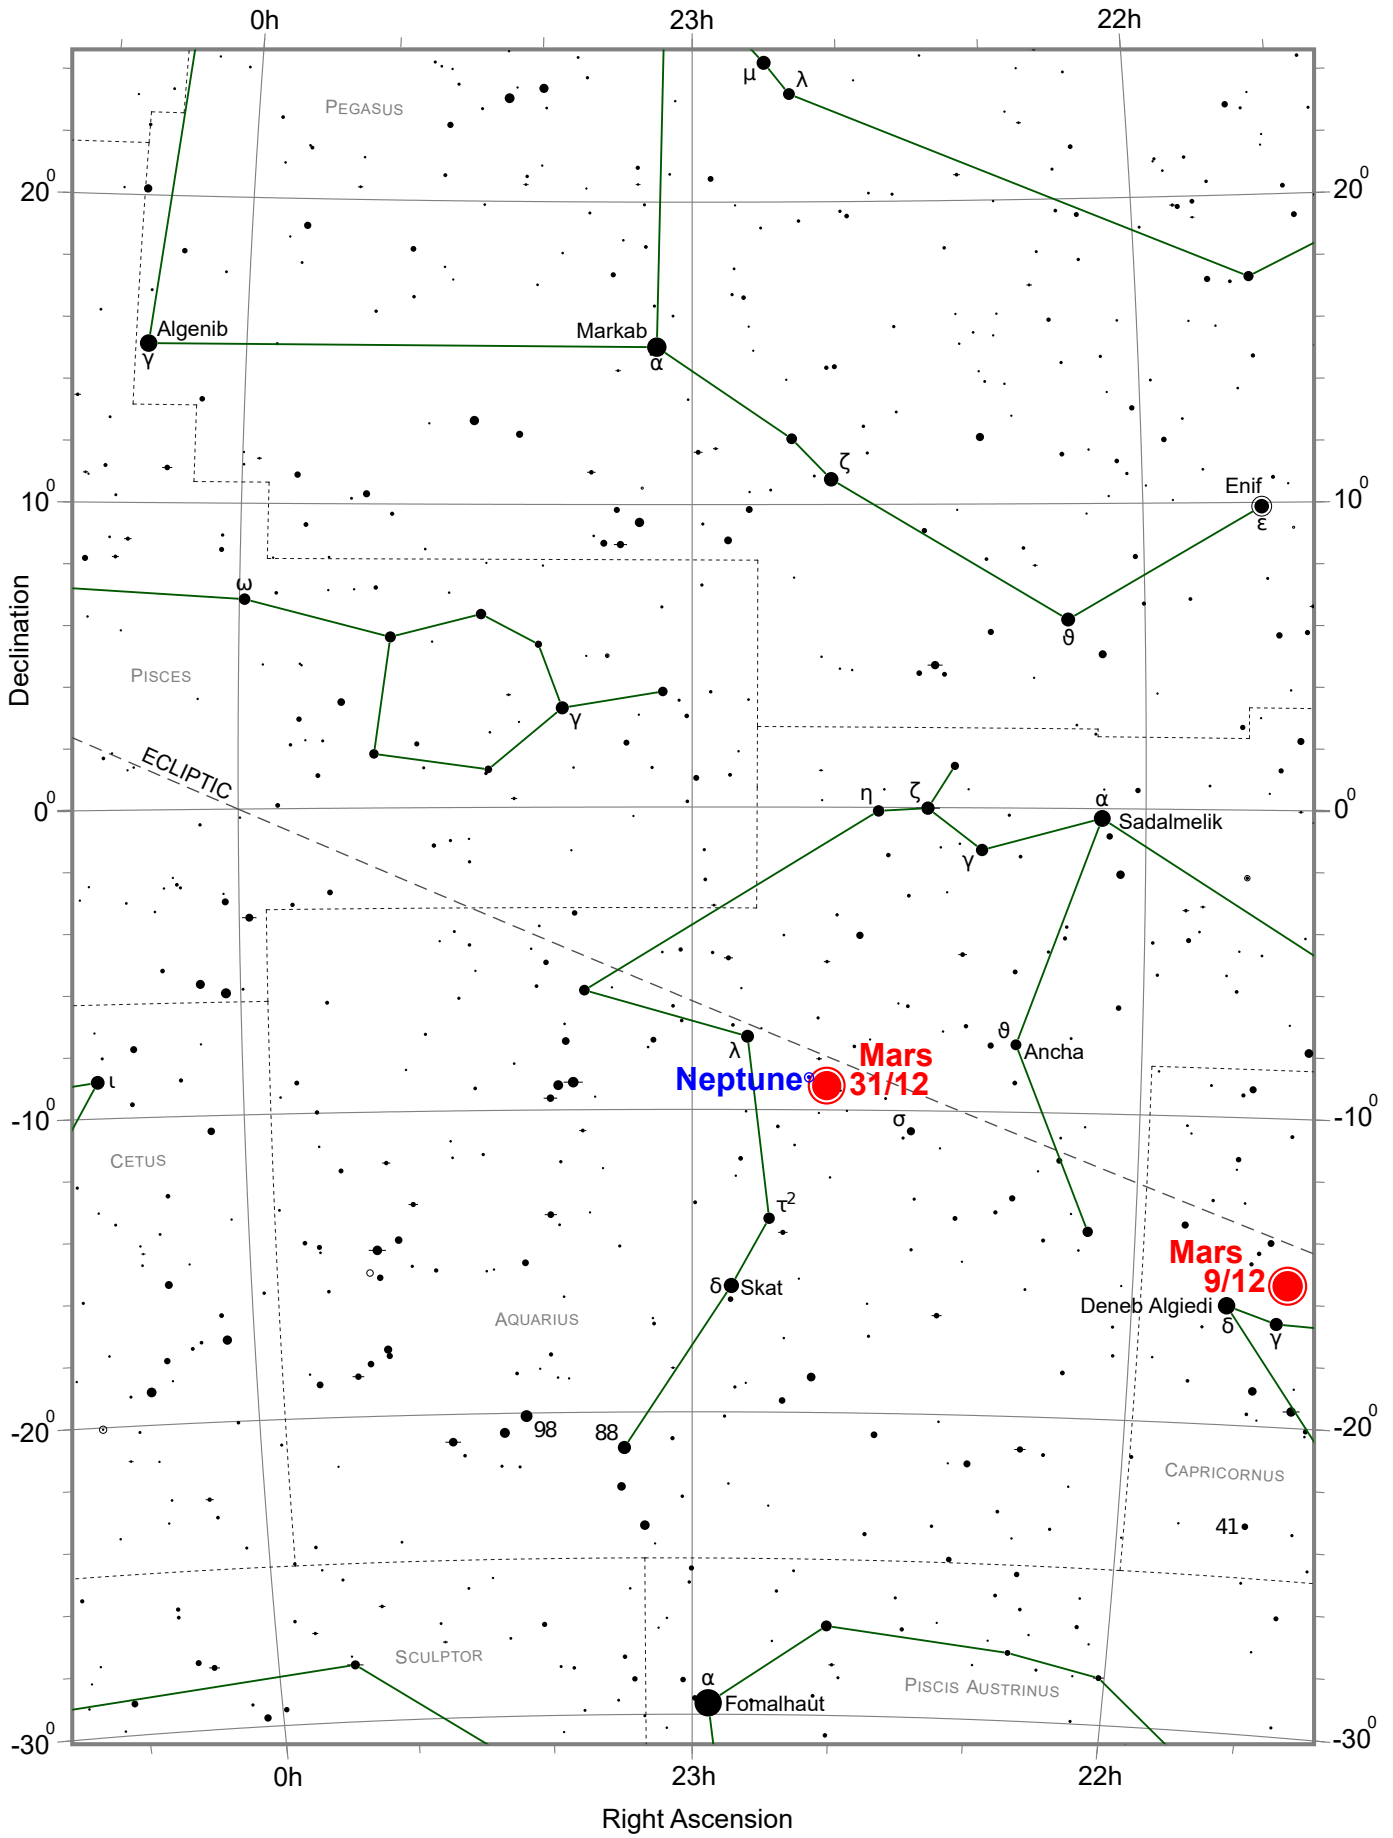 0h 23h 22h
μ λ
PEGASUS
20⁰ 20⁰
Algenib Markab
γ α
ζ
Enif
10⁰ 10⁰
ε
ω
ϑ
Declination
PISCES
γ
ECLIPTIC
η ζ α
0⁰ 0⁰
Sadalmelik
γ
ϑ
Ancha
λ
Mars
Neptune 31/12
ι
-10⁰ -10⁰
σ
CETUS
τ²
Mars
δ Skat 9/12
AQUARIUS Deneb Algiedi
δ γ
-20⁰ 98 88 -20⁰
CAPRICORNUS
41
SCULPTOR
α
PISCIS AUSTRINUS
Fomalhaut
-30⁰ -30⁰
0h 23h 22h
Right Ascension